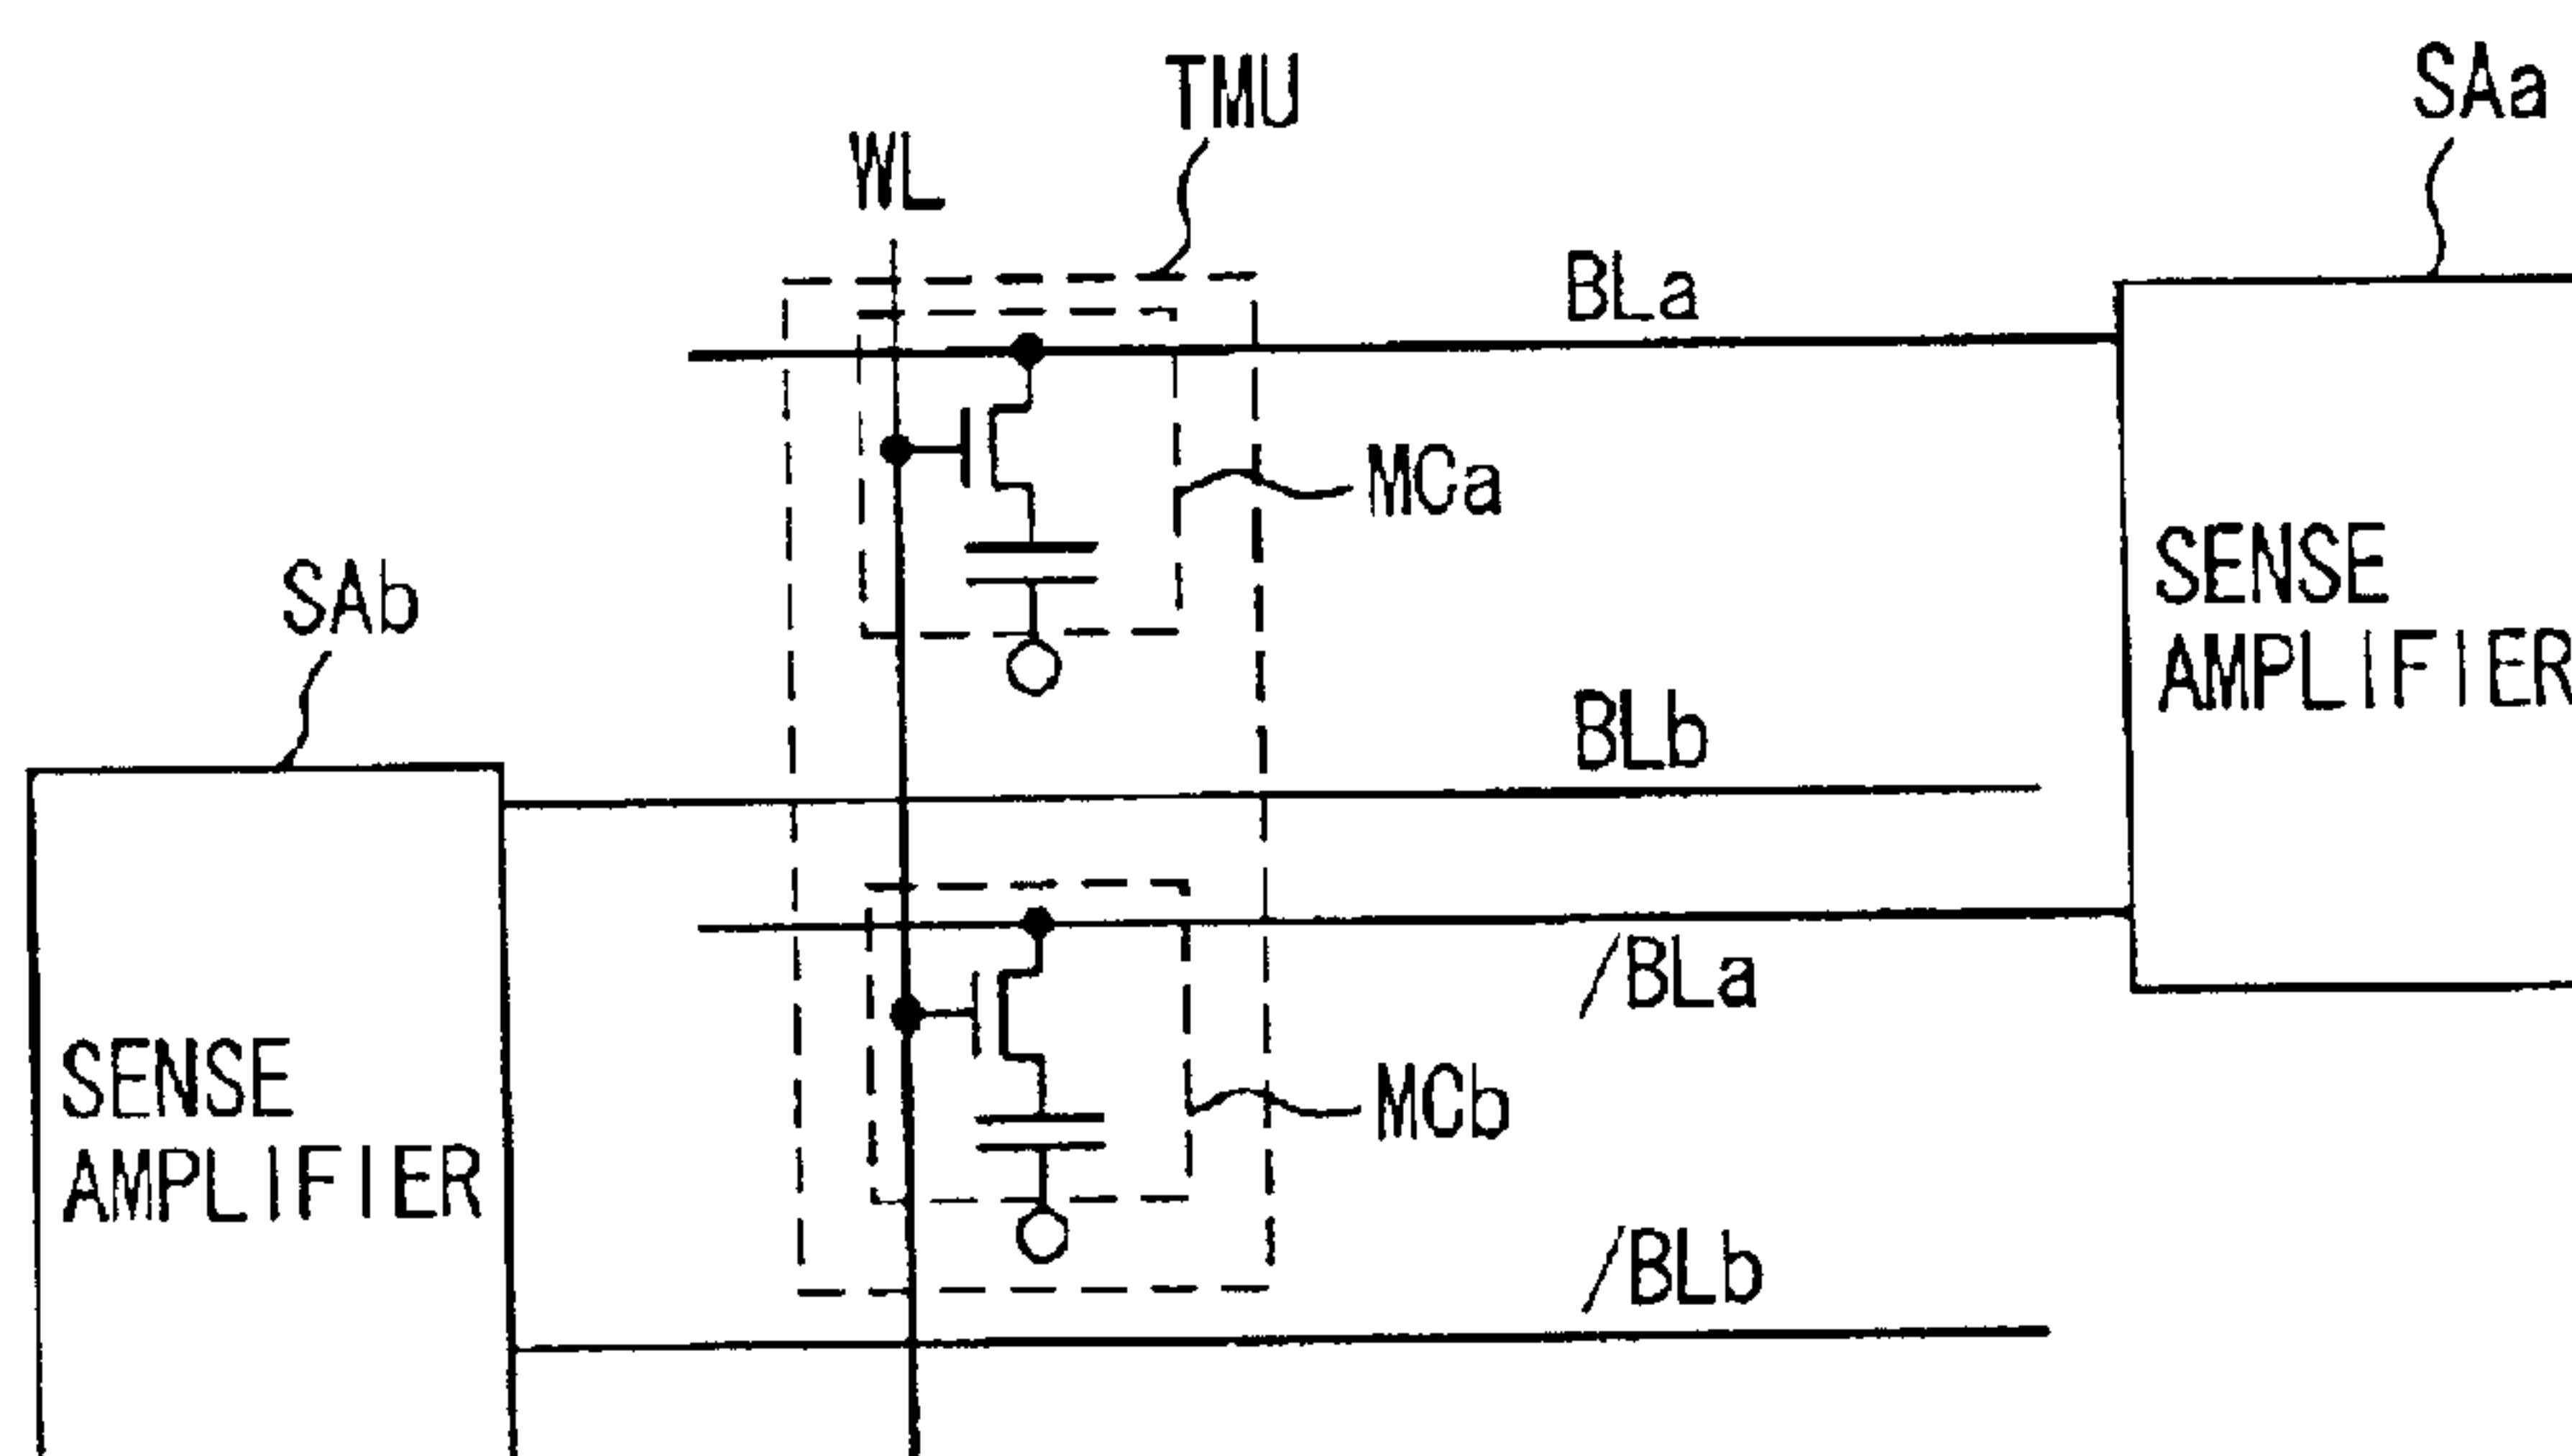 TMU
SAa
WL
BLa
MCa
SENSE
AMPLIFIER
SAb
BLb
/BLa
SENSE
AMPLIFIER
MCb
/BLb